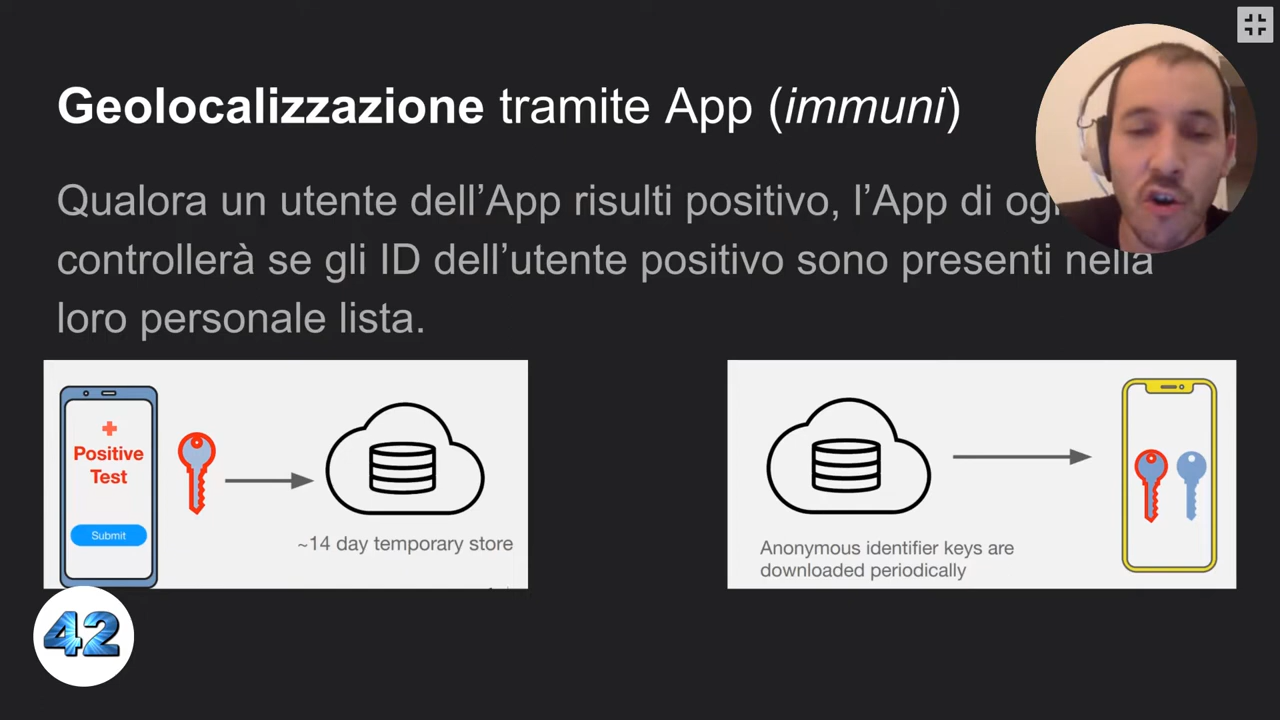 Geolocalizzazione tramite App (immuni)
Qualora un utente dell’App risulti positivo, l’App di
controllerà se gli ID dell’utente positivo sono presenti nella
loro personale lista.
Positive
Test
Submit
~14 day temporary store
Anonymous identifier keys are
downloaded periodically
42